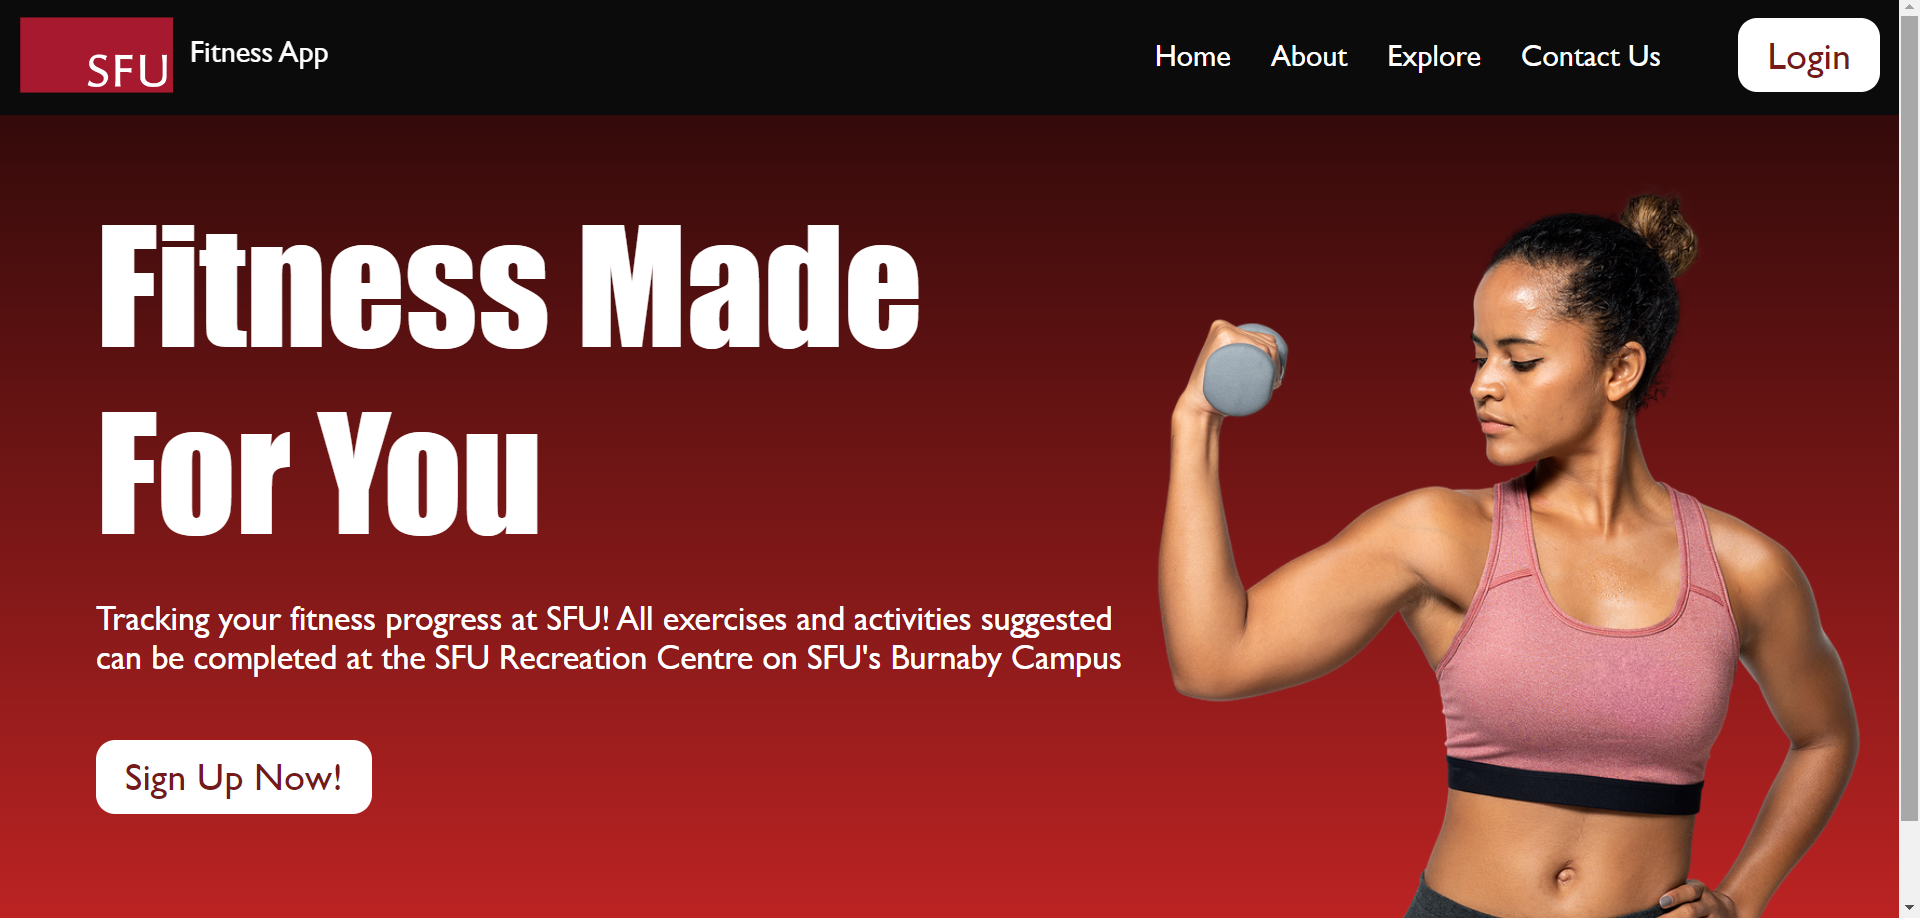 SFU
Fitness App
Home
About
Explore
Contact Us
Login
Fitness Made
For You
Tracking your fitness progress at SFU! All exercises and activities suggested
can be completed at the SFU Recreation Centre on SFU's Burnaby Campus
Sign Up Now!